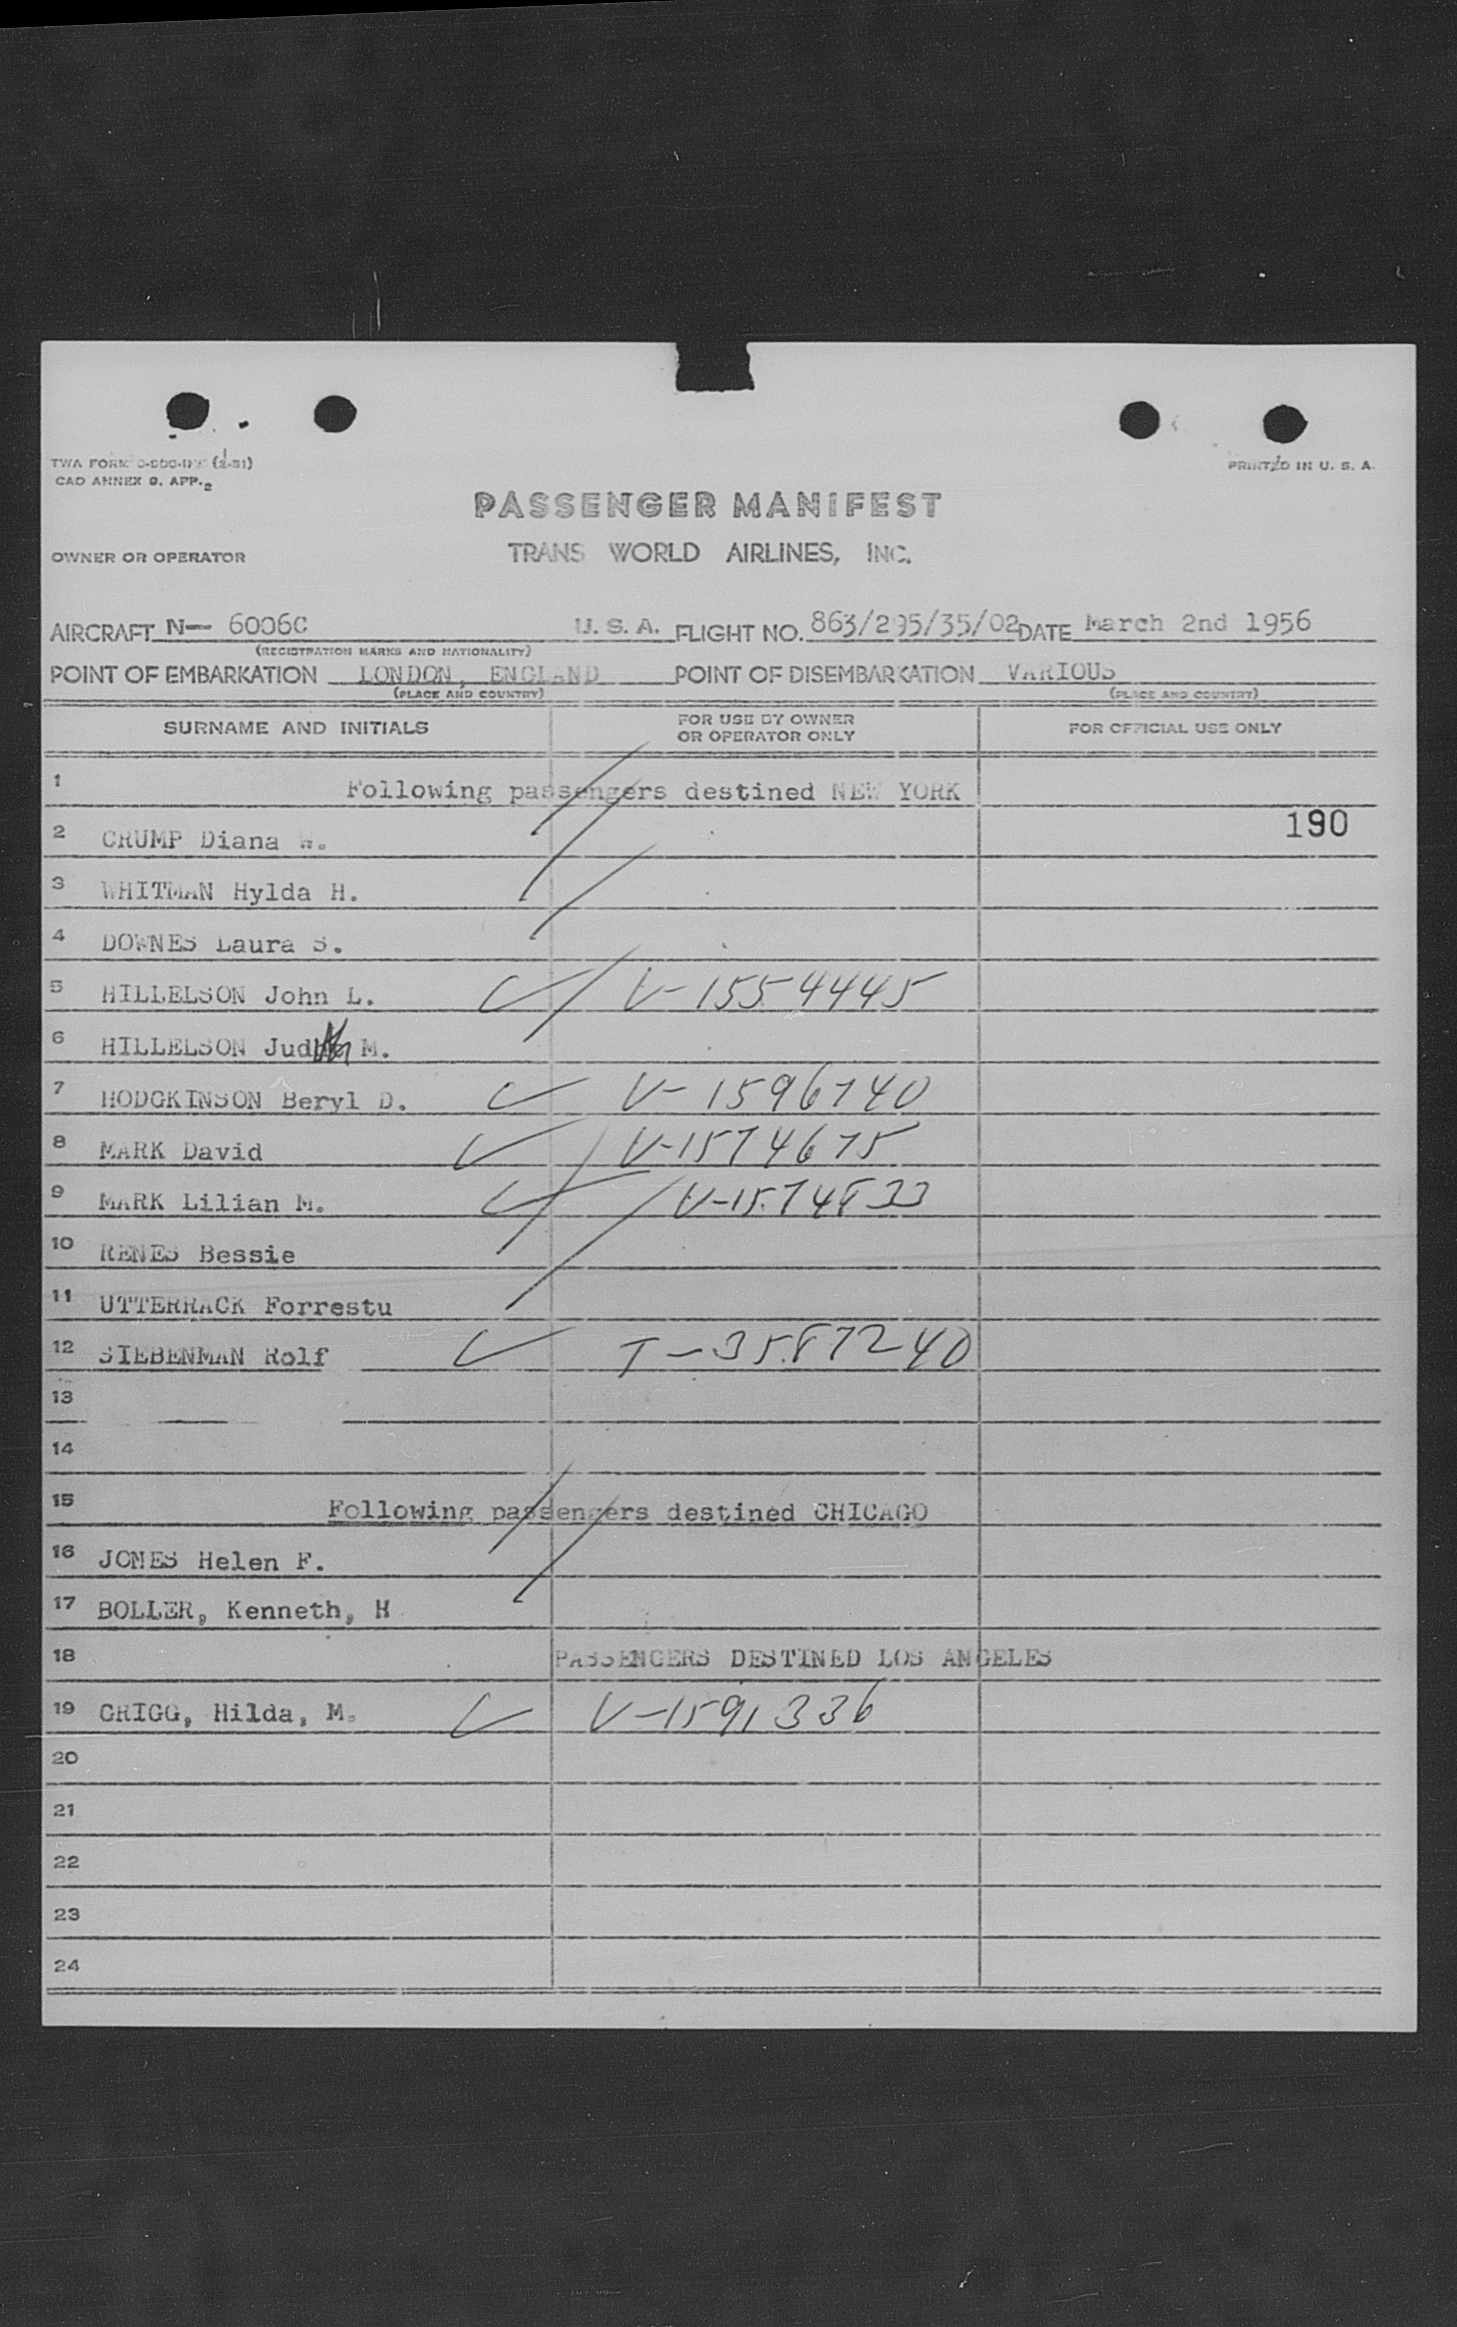 CAO ANNEX 9. APP. 2
PRINTED IN U. S. A.
PASSENGER MANIFEST
OWNER OR OPERATOR TRANS WORLD AIRLINES, INC.
AIRCRAFT N— 6006C U. S. A. FLIGHT NO. 863/295/35/02 DATE March 2nd 1956
(REGISTRATION MARKS AND NATIONALITY)
POINT OF EMBARKATION LONDON, ENGLAND POINT OF DISEMBARKATION VARIOUS
(PLACE AND COUNTRY) (PLACE AND COUNTRY)
SURNAME AND INITIALS FOR USE BY OWNER OR OPERATOR ONLY FOR OFFICIAL USE ONLY
1 Following passengers destined NEW YORK
2 CRUMP Diana W. 190
3 WHITMAN Hylda H.
4 DOWNES Laura S.
5 HILLELSON John L. V-1554445
6 HILLELSON Judith M.
7 HODGKINSON Beryl D. V-1596740
8 MARK David V-1574675
9 MARK Lilian M. V-1574833
10 RENES Bessie
11 UTTERRACK Forrestu
12 SIEBENMAN Rolf T-3587240
13
14
15 Following passengers destined CHICAGO
16 JONES Helen F.
17 BOLLER, Kenneth, H
18 PASSENGERS DESTINED LOS ANGELES
19 GRIGG, Hilda, M. V-1591336
20
21
22
23
24